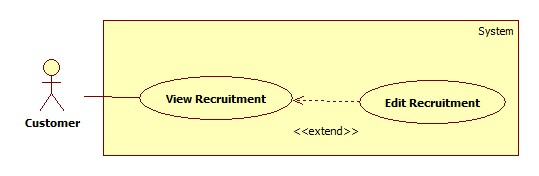 System
View Recruitment
Edit Recruitment
Customer
<<extend>>